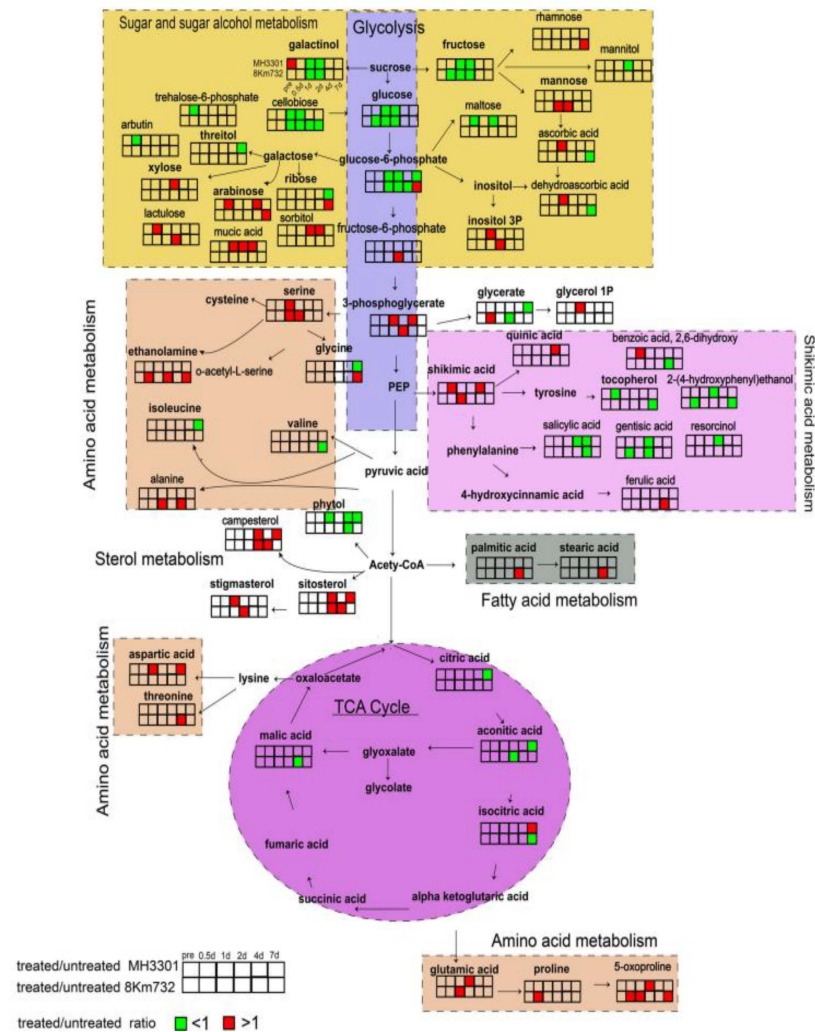 Sugar and sugar alcohol metabolism
Glycolysis
galactinol
MH3301
8Km732
pre 0.5d 1d 2d 4d 7d
sucrose
fructose
rhamnose
mannitol
mannose
trehalose-6-phosphate
cellobiose
glucose
maltose
arbutin
threitol
ascorbic acid
galactose
glucose-6-phosphate
xylose
ribose
inositol
dehydroascorbic acid
arabinose
lactulose
sorbitol
inositol 3P
mucic acid
fructose-6-phosphate
Amino acid metabolism
serine
cysteine
3-phosphoglycerate
glycerate
glycerol 1P
ethanolamine
glycine
o-acetyl-L-serine
quinic acid
benzoic acid, 2,6-dihydroxy
Shikimic acid metabolism
PEP
shikimic acid
tyrosine
tocopherol
2-(4-hydroxyphenyl)ethanol
isoleucine
valine
salicylic acid
gentisic acid
resorcinol
phenylalanine
pyruvic acid
alanine
4-hydroxycinnamic acid
ferulic acid
phytol
campesterol
Sterol metabolism
Acety-CoA
palmitic acid
stearic acid
Fatty acid metabolism
stigmasterol
sitosterol
Amino acid metabolism
aspartic acid
lysine
oxaloacetate
citric acid
threonine
TCA Cycle
malic acid
glyoxalate
aconitic acid
glycolate
isocitric acid
fumaric acid
succinic acid
alpha ketoglutaric acid
Amino acid metabolism
glutamic acid
proline
5-oxoproline
pre 0.5d 1d 2d 4d 7d
treated/untreated MH3301
treated/untreated 8Km732
treated/untreated ratio <1 >1